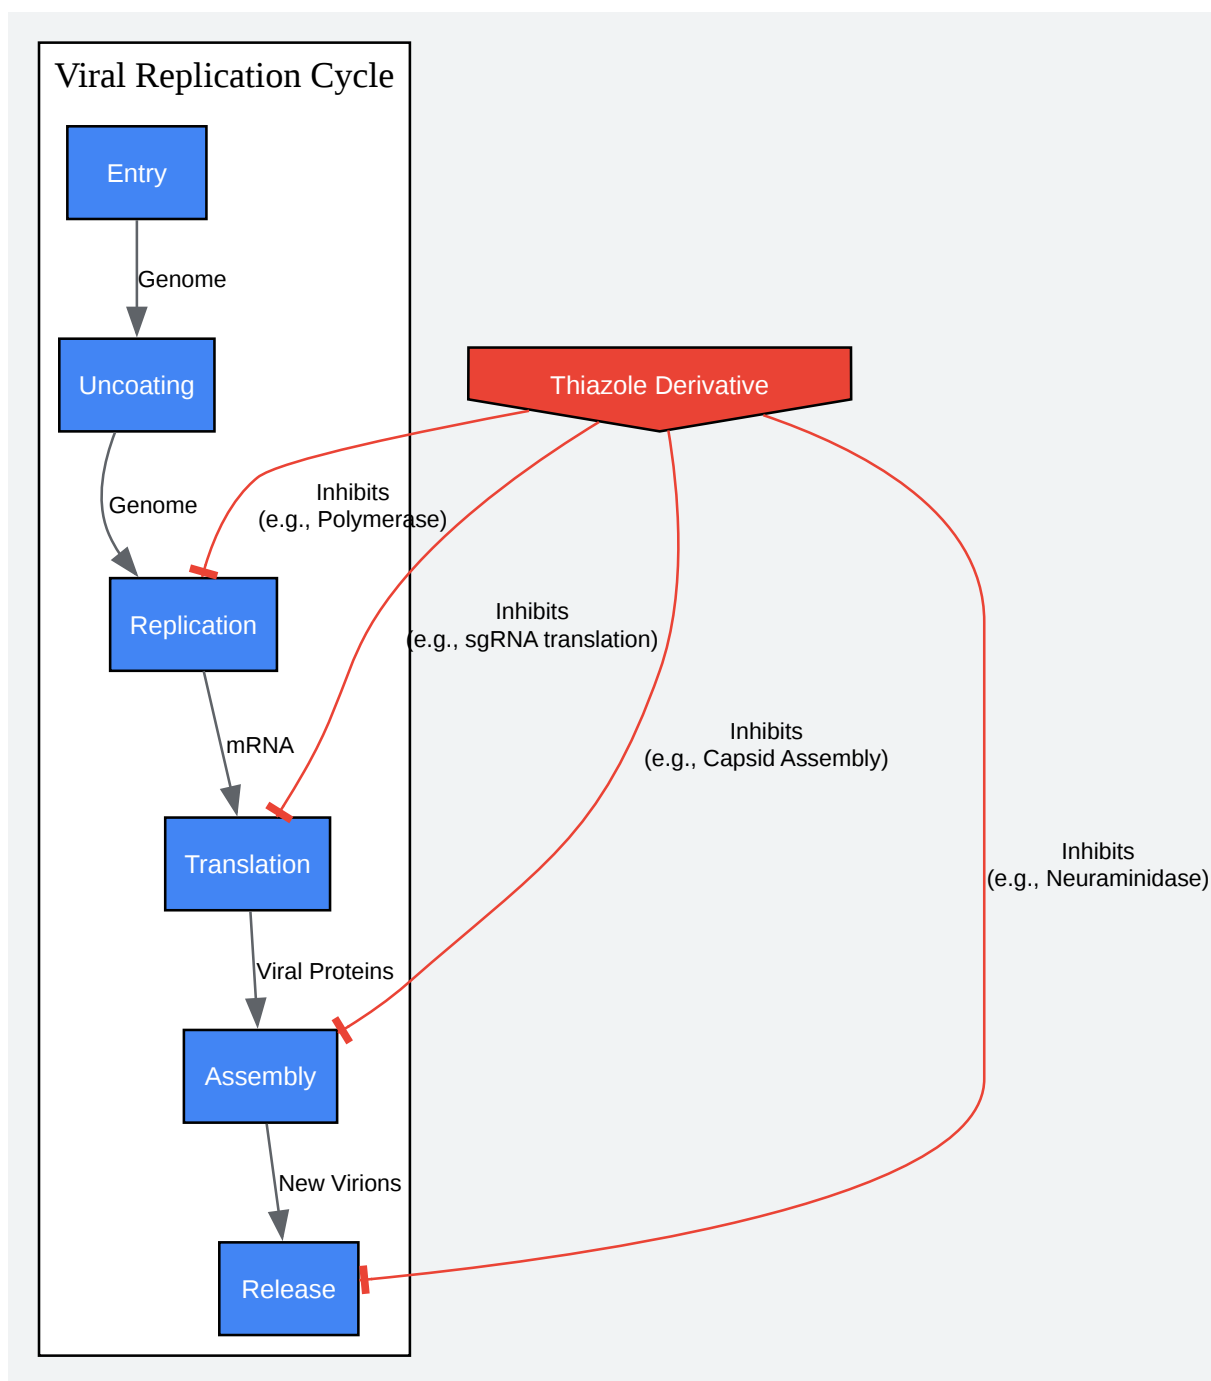 Viral Replication Cycle
Entry
Genome
Uncoating
Thiazole Derivative
Genome
Inhibits
(e.g., Polymerase)
Replication
Inhibits
(e.g., sgRNA translation)
mRNA
Inhibits
(e.g., Capsid Assembly)
Translation
Inhibits
(e.g., Neuraminidase)
Viral Proteins
Assembly
New Virions
Release